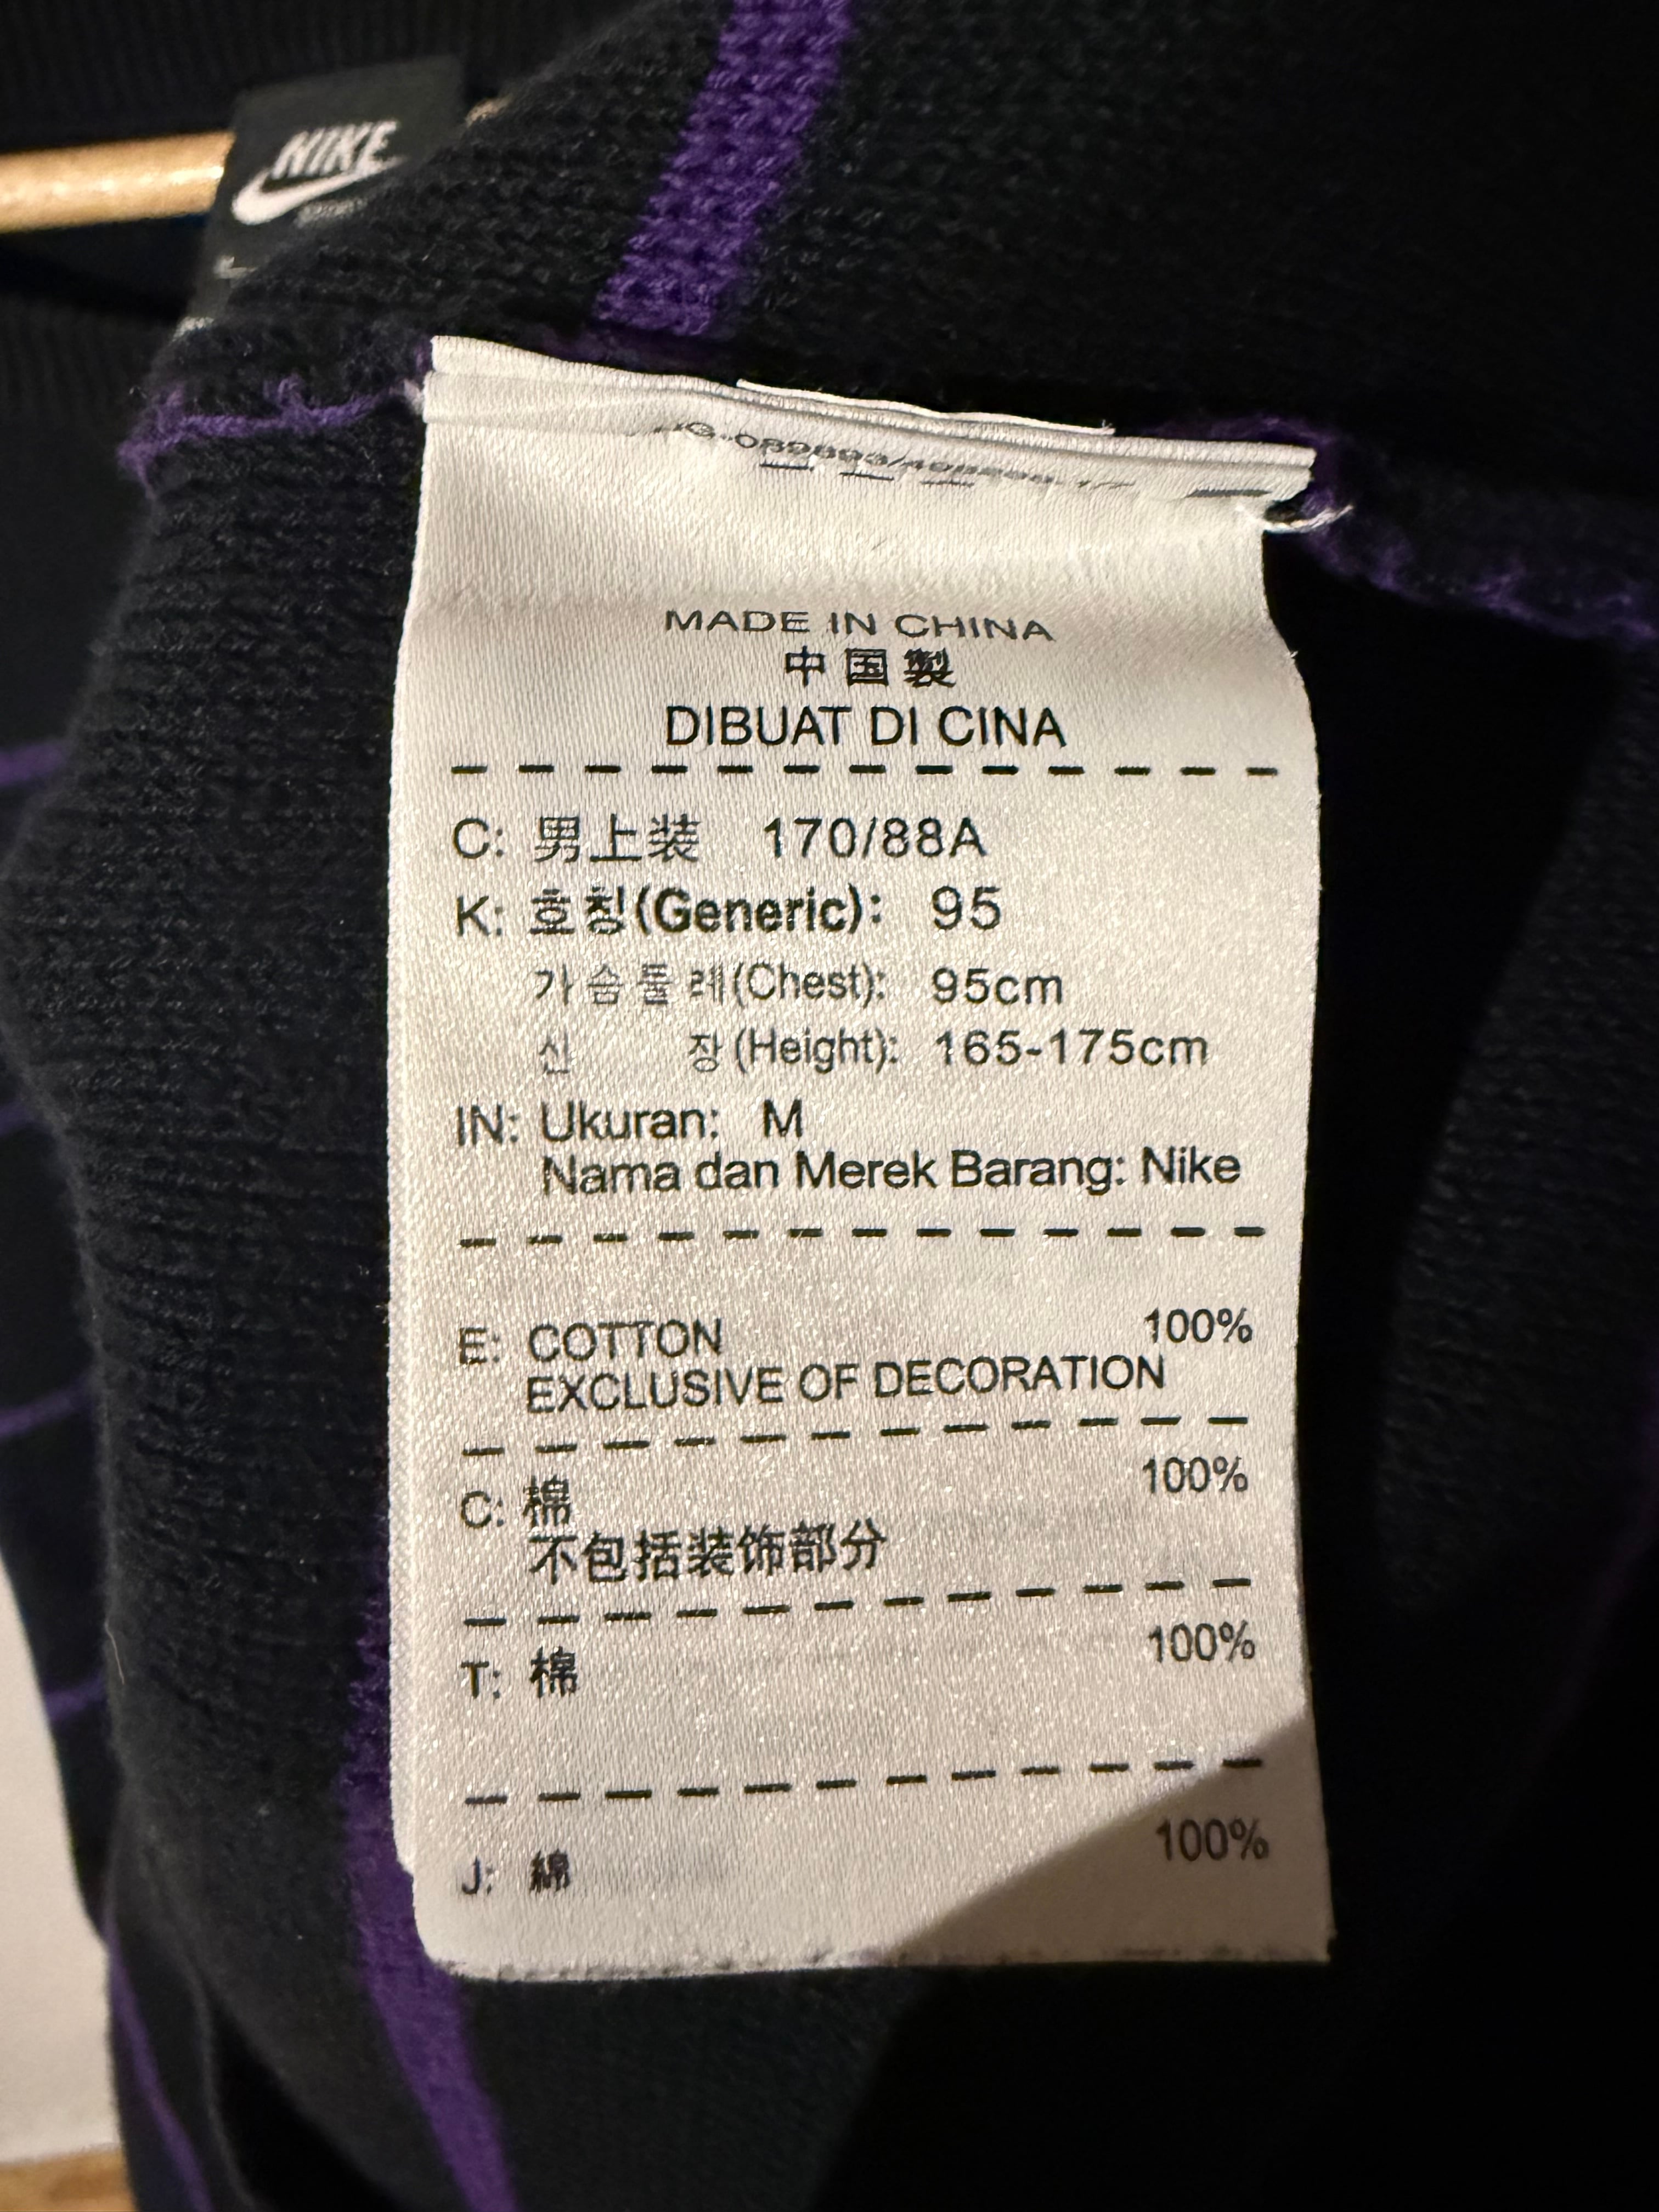 NIKE
MADE IN CHINA
中国製
DIBUAT DI CINA
C: 男上装 170/88A
K: 호칭(Generic): 95
가슴둘레(Chest): 95cm
신 장(Height): 165-175cm
IN: Ukuran: M
Nama dan Merek Barang: Nike
E: COTTON 100%
EXCLUSIVE OF DECORATION
C: 棉 100%
不包括装饰部分
T: 棉 100%
J: 綿 100%